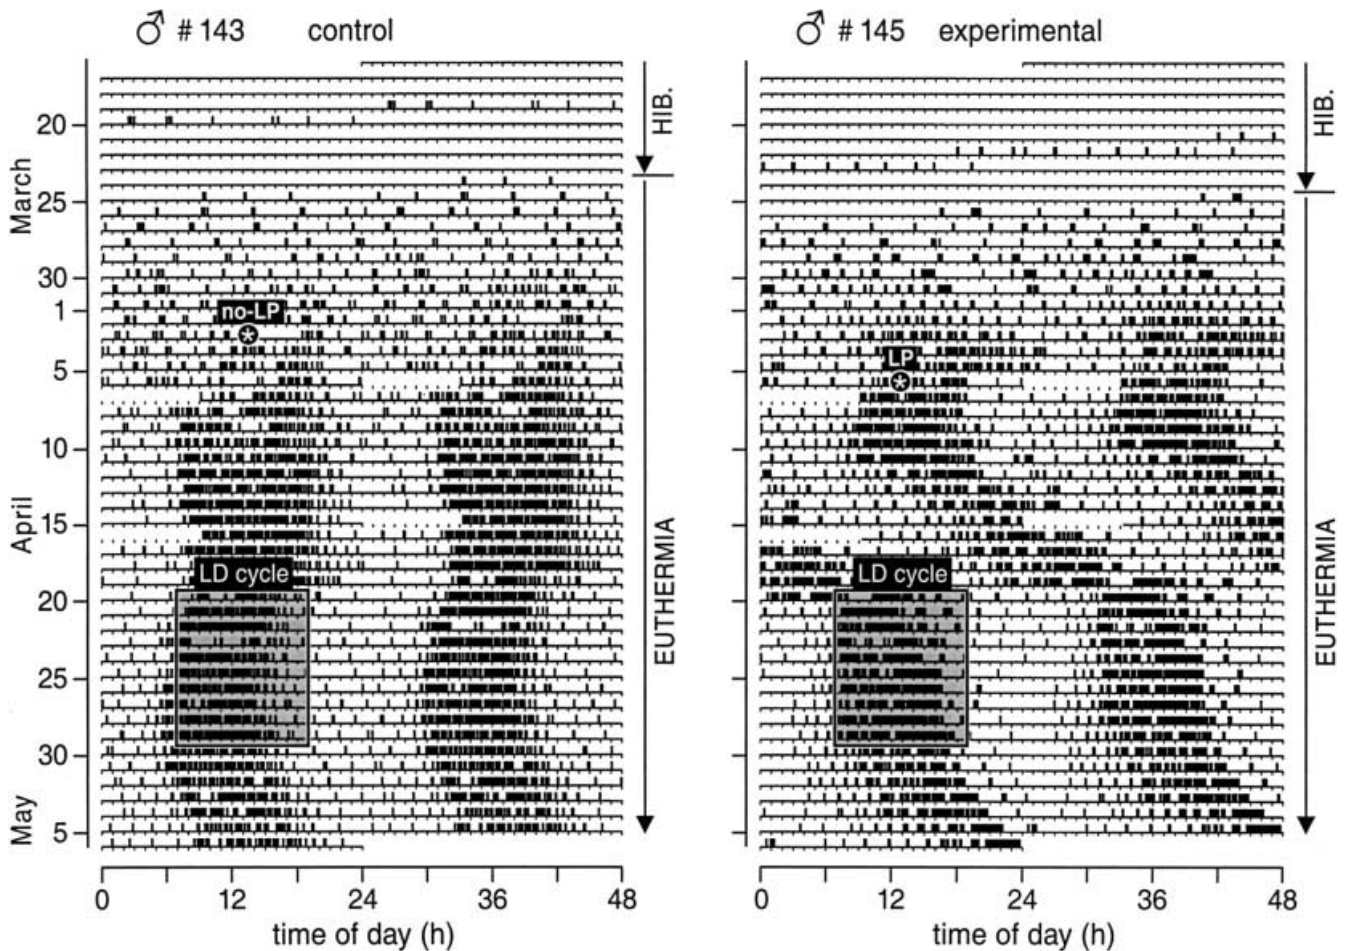 ♂ # 143 control
♂ # 145 experimental
HIB.
HIB.
March
20
25
30
1
no-LP
*
LP
*
5
10
April
15
LD cycle
LD cycle
20
25
30
May
5
EUTHERMIA
EUTHERMIA
0 12 24 36 48
0 12 24 36 48
time of day (h)
time of day (h)